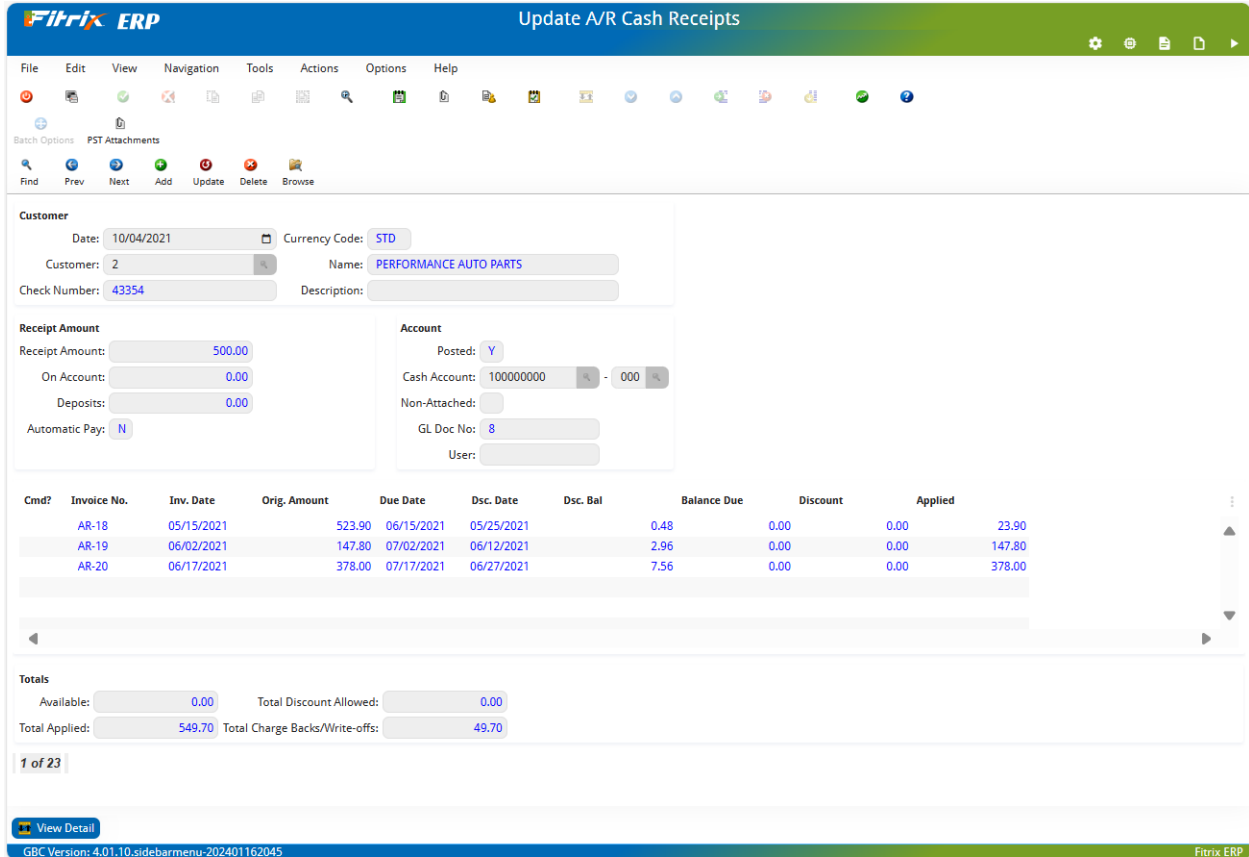 Fitrix ERP
Update A/R Cash Receipts
File Edit View Navigation Tools Actions Options Help
Batch Options PST Attachments
Find Prev Next Add Update Delete Browse
Customer
Date: 10/04/2021 Currency Code: STD
Customer: 2 Name: PERFORMANCE AUTO PARTS
Check Number: 43354 Description:
Receipt Amount Account
Receipt Amount: 500.00 Posted: Y
On Account: 0.00 Cash Account: 100000000 - 000
Deposits: 0.00 Non-Attached:
Automatic Pay: N GL Doc No: 8
User:
Cmd? Invoice No. Inv. Date Orig. Amount Due Date Dsc. Date Dsc. Bal Balance Due Discount Applied
AR-18 05/15/2021 523.90 06/15/2021 05/25/2021 0.48 0.00 0.00 23.90
AR-19 06/02/2021 147.80 07/02/2021 06/12/2021 2.96 0.00 0.00 147.80
AR-20 06/17/2021 378.00 07/17/2021 06/27/2021 7.56 0.00 0.00 378.00
Totals
Available: 0.00 Total Discount Allowed: 0.00
Total Applied: 549.70 Total Charge Backs/Write-offs: 49.70
1 of 23
View Detail
GBC Version: 4.01.10.sidebarmenu-202401162045 Fitrix ERP